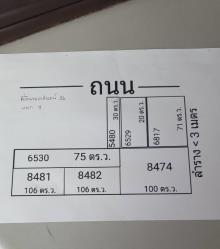 ถนน
5480 30 ตร.ว.
6529 20 ตร.ว.
6817 71 ตร.ว.
ลำราง < 3 เมตร
6530 75 ตร.ว.
8474
100 ตร.ว.
8481
106 ตร.ว.
8482
106 ตร.ว.